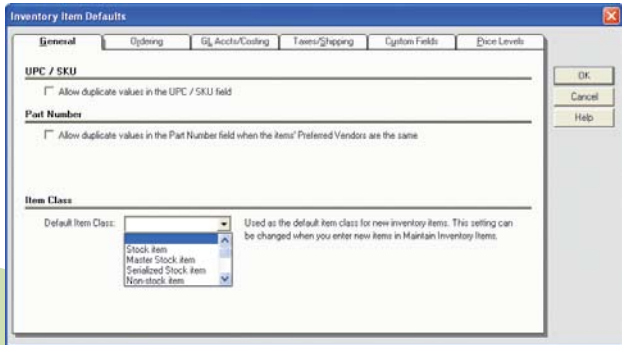 Inventory Item Defaults
General
Ordering
GL Accts/Costing
Taxes/Shipping
Custom Fields
Price Levels
UPC / SKU
Allow duplicate values in the UPC / SKU field
Part Number
Allow duplicate values in the Part Number field when the items' Preferred Vendors are the same
Item Class
Default Item Class:
Used as the default item class for new inventory items. This setting can
be changed when you enter new items in Maintain Inventory Items.
Stock item
Master Stock item
Serialized Stock item
Non-stock item
OK
Cancel
Help